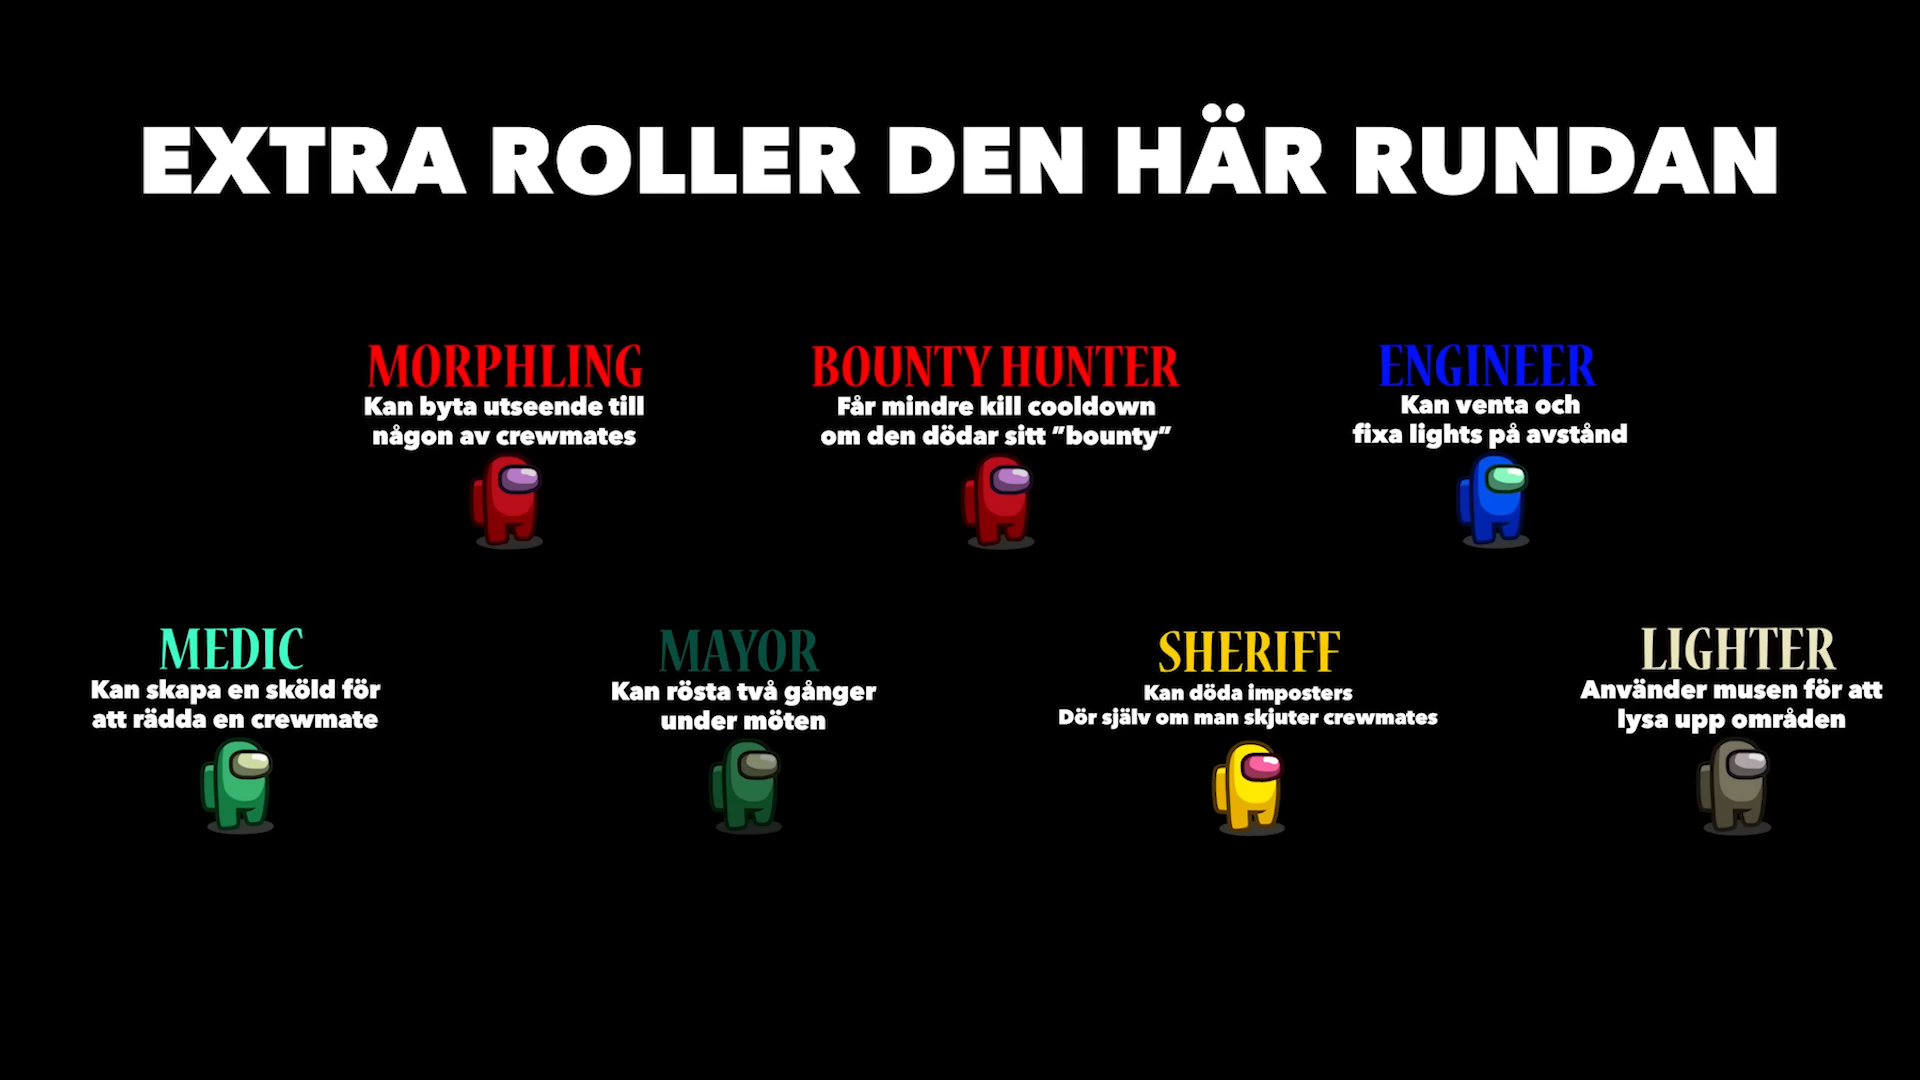 EXTRA ROLLER DEN HÄR RUNDAN
MORPHLING
Kan byta utseende till
någon av crewmates
BOUNTY HUNTER
Får mindre kill cooldown
om den dödar sitt ”bounty”
ENGINEER
Kan venta och
fixa lights på avstånd
MEDIC
Kan skapa en sköld för
att rädda en crewmate
MAYOR
Kan rösta två gånger
under möten
SHERIFF
Kan döda imposters
Dör själv om man skjuter crewmates
LIGHTER
Använder musen för att
lysa upp områden